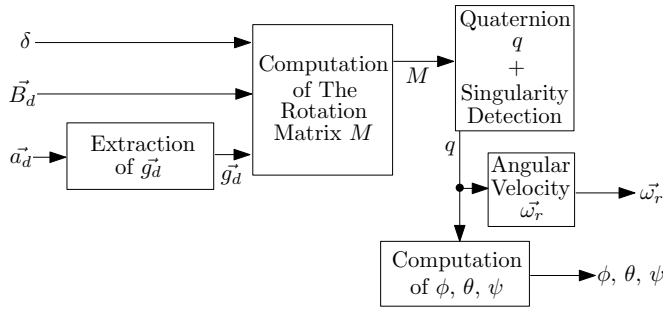 δ
B⃗_d
a⃗_d
Extraction
of g⃗_d
g⃗_d
Computation
of The
Rotation
Matrix M
M
Quaternion
q
+
Singularity
Detection
q
Angular
Velocity
ω⃗_r
ω⃗_r
Computation
of ϕ, θ, ψ
ϕ, θ, ψ